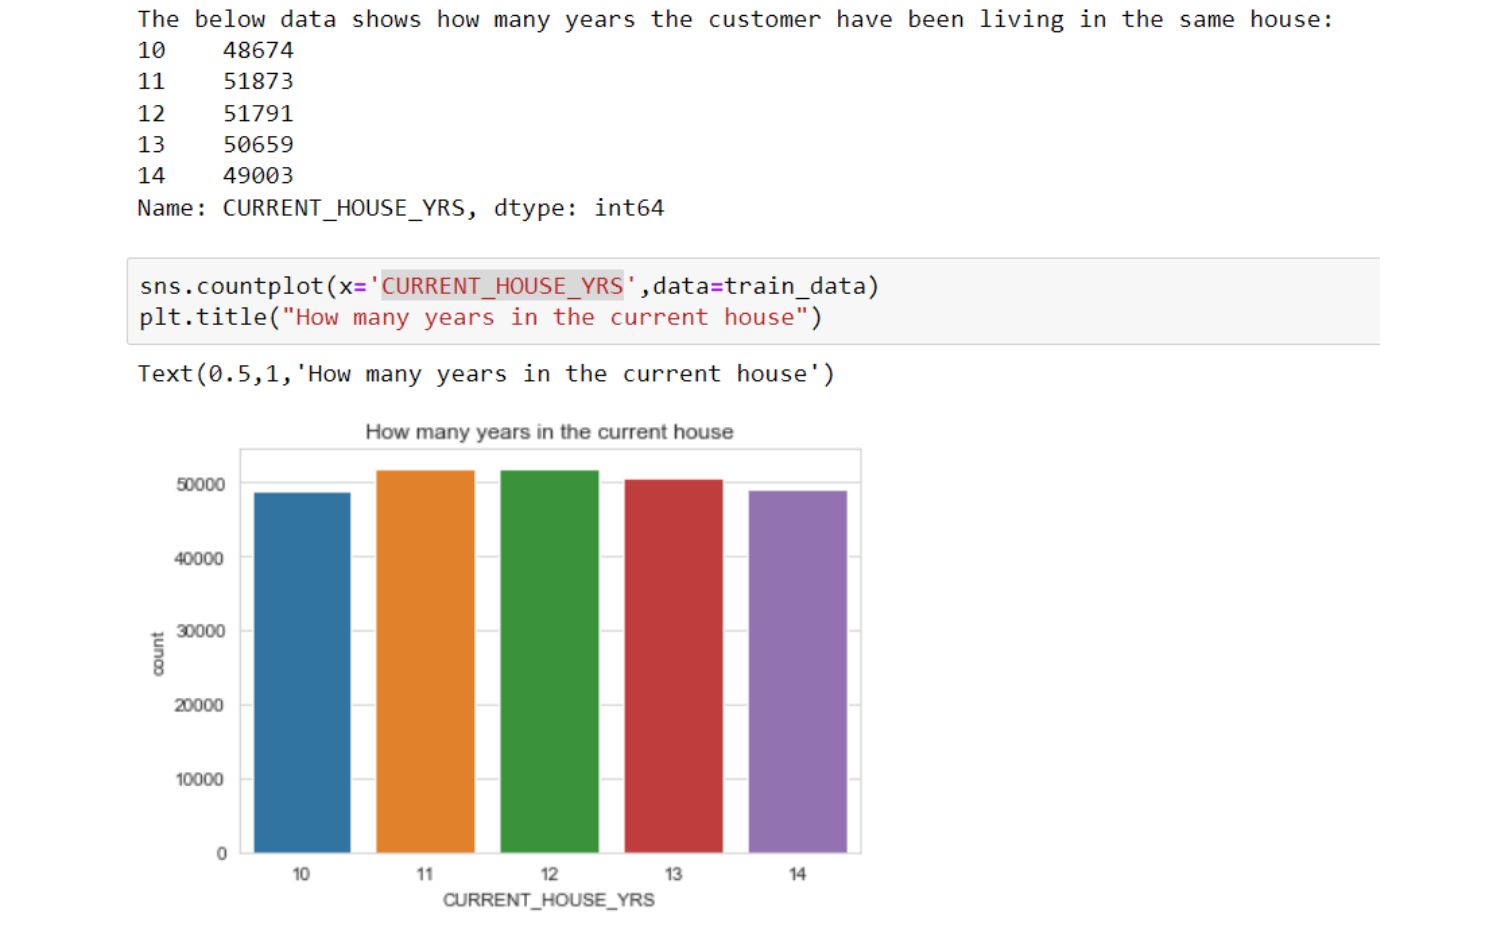 The below data shows how many years the customer have been living in the same house:
10    48674
11    51873
12    51791
13    50659
14    49003
Name: CURRENT_HOUSE_YRS, dtype: int64
sns.countplot(x='CURRENT_HOUSE_YRS',data=train_data)
plt.title("How many years in the current house")
Text(0.5,1,'How many years in the current house')
How many years in the current house
50000
40000
30000
20000
10000
0
count
10 11 12 13 14
CURRENT_HOUSE_YRS